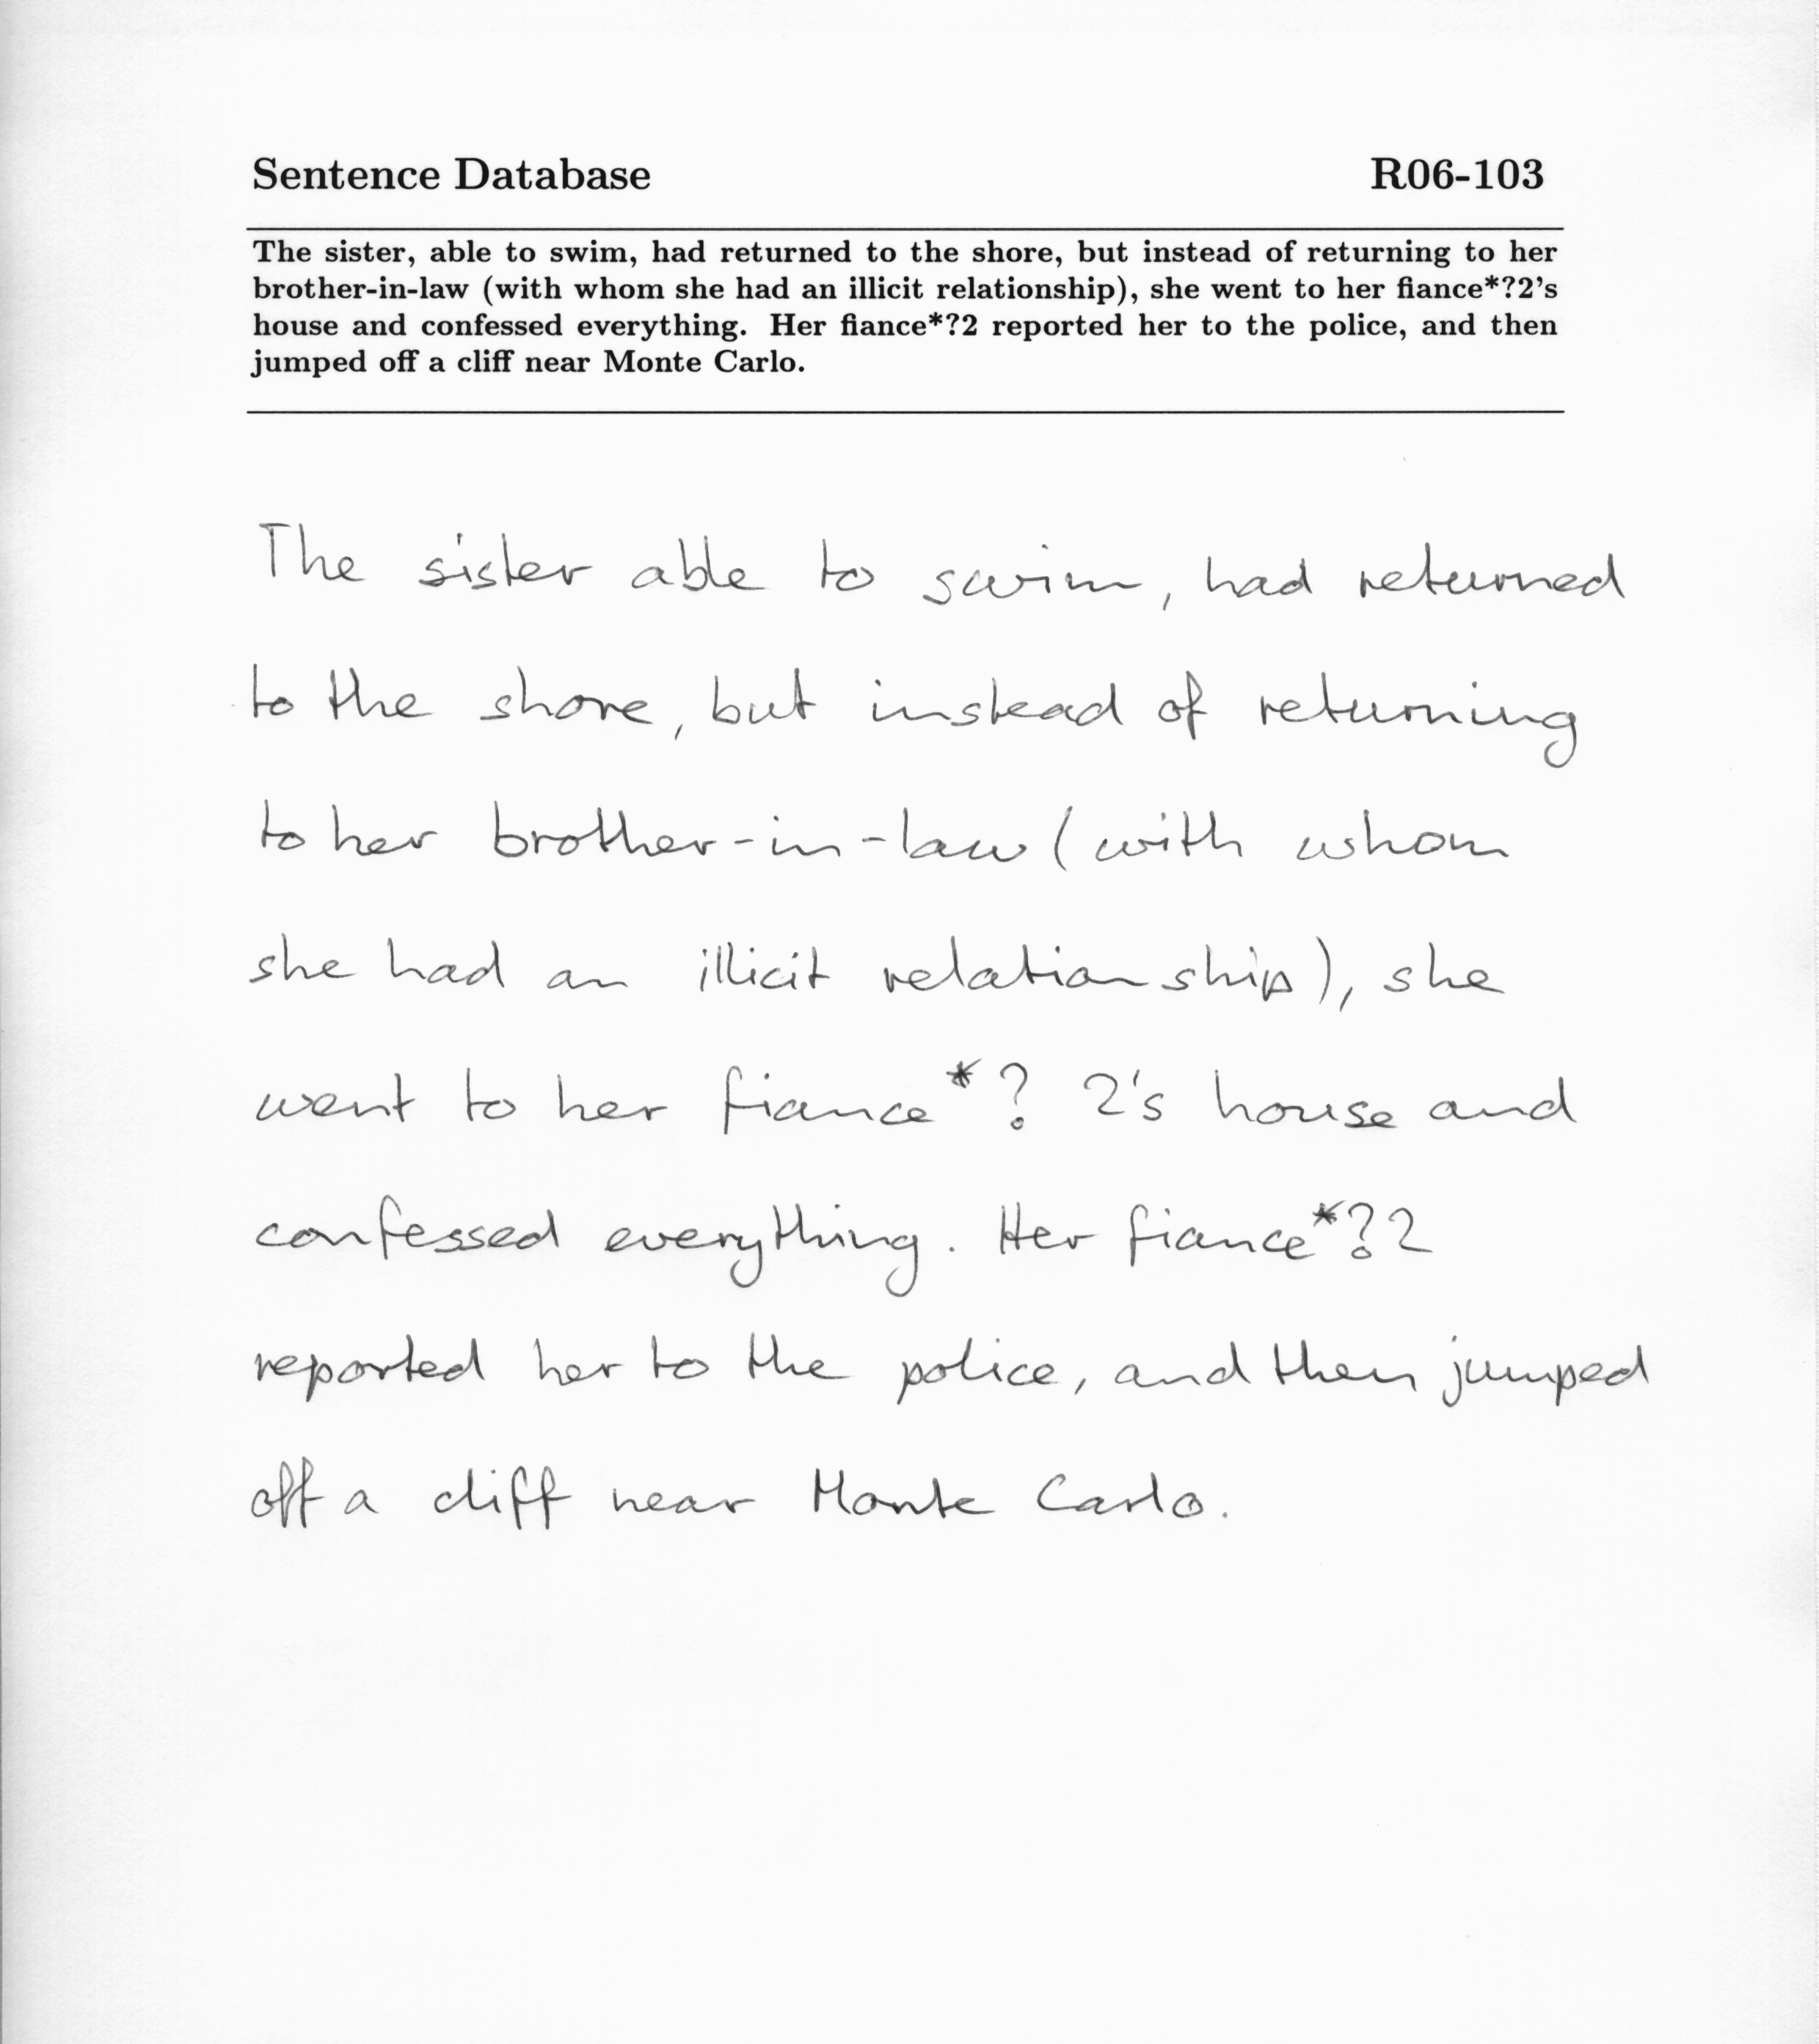 Sentence Database R06-103
The sister, able to swim, had returned to the shore, but instead of returning to her
brother-in-law (with whom she had an illicit relationship), she went to her fiance*?2's
house and confessed everything. Her fiance*?2 reported her to the police, and then
jumped off a cliff near Monte Carlo.
The sister able to swim, had returned
to the shore, but instead of returning
to her brother-in-law (with whom
she had an illicit relationship), she
went to her fiance*? 2's house and
confessed everything. Her fiance*?2
reported her to the police, and then jumped
off a cliff near Monte Carlo.